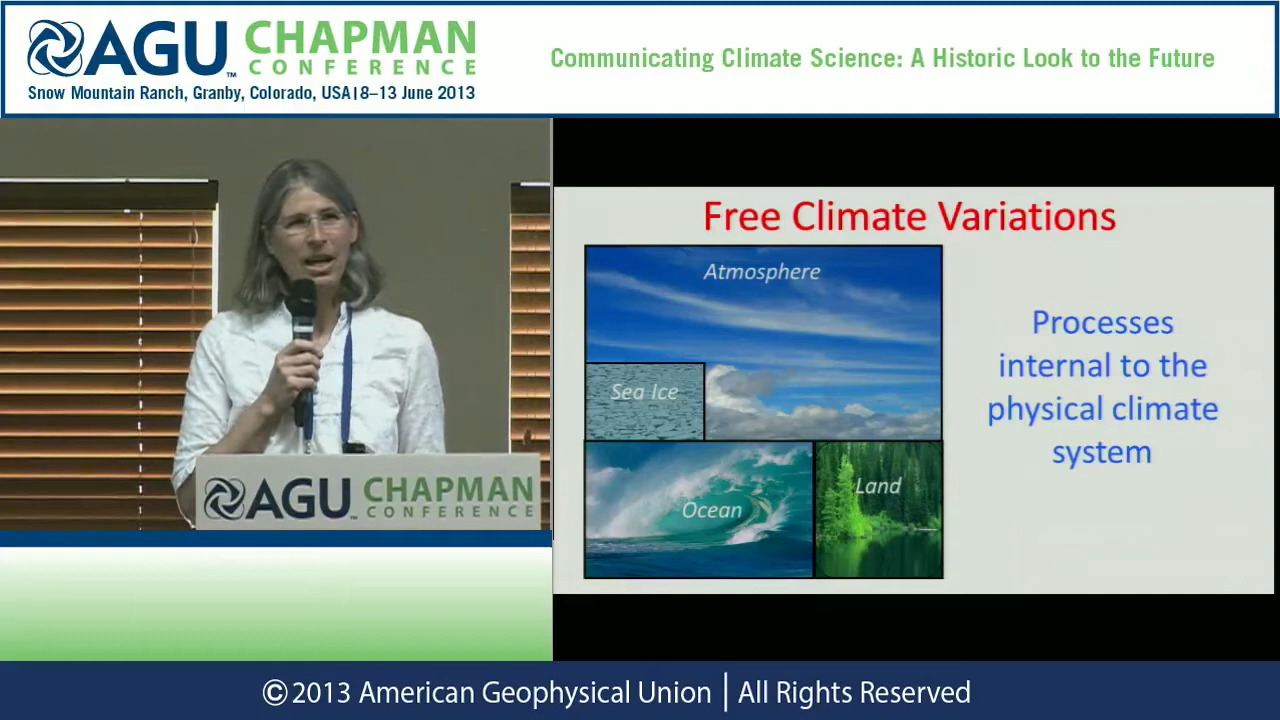 AGU CHAPMAN
CONFERENCE
™
Snow Mountain Ranch, Granby, Colorado, USA|8–13 June 2013
Communicating Climate Science: A Historic Look to the Future
AGU CHAPMAN
CONFERENCE
Free Climate Variations
Atmosphere
Sea Ice
Ocean
Land
Processes
internal to the
physical climate
system
©2013 American Geophysical Union | All Rights Reserved